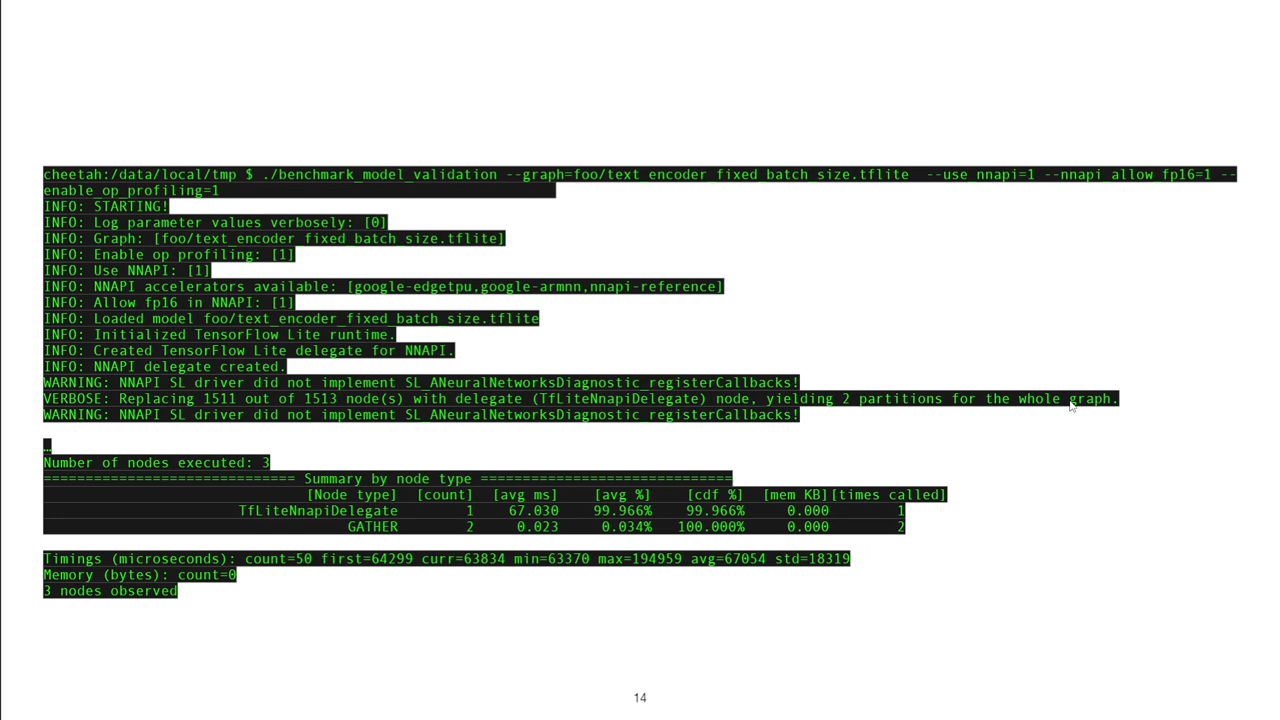 cheetah:/data/local/tmp $ ./benchmark_model_validation --graph=foo/text_encoder_fixed_batch_size.tflite  --use_nnapi=1 --nnapi_allow_fp16=1 --
enable_op_profiling=1
INFO: STARTING!
INFO: Log parameter values verbosely: [0]
INFO: Graph: [foo/text_encoder_fixed_batch_size.tflite]
INFO: Enable op profiling: [1]
INFO: Use NNAPI: [1]
INFO: NNAPI accelerators available: [google-edgetpu,google-armnn,nnapi-reference]
INFO: Allow fp16 in NNAPI: [1]
INFO: Loaded model foo/text_encoder_fixed_batch_size.tflite
INFO: Initialized TensorFlow Lite runtime.
INFO: Created TensorFlow Lite delegate for NNAPI.
INFO: NNAPI delegate created.
WARNING: NNAPI SL driver did not implement SL_ANeuralNetworksDiagnostic_registerCallbacks!
VERBOSE: Replacing 1511 out of 1513 node(s) with delegate (TfLiteNnapiDelegate) node, yielding 2 partitions for the whole graph.
WARNING: NNAPI SL driver did not implement SL_ANeuralNetworksDiagnostic_registerCallbacks!
…
Number of nodes executed: 3
============================== Summary by node type ==============================
[Node type] [count] [avg ms] [avg %] [cdf %] [mem KB][times called]
TfLiteNnapiDelegate 1 67.030 99.966% 99.966% 0.000 1
GATHER 2 0.023 0.034% 100.000% 0.000 2
Timings (microseconds): count=50 first=64299 curr=63834 min=63370 max=194959 avg=67054 std=18319
Memory (bytes): count=0
3 nodes observed
14